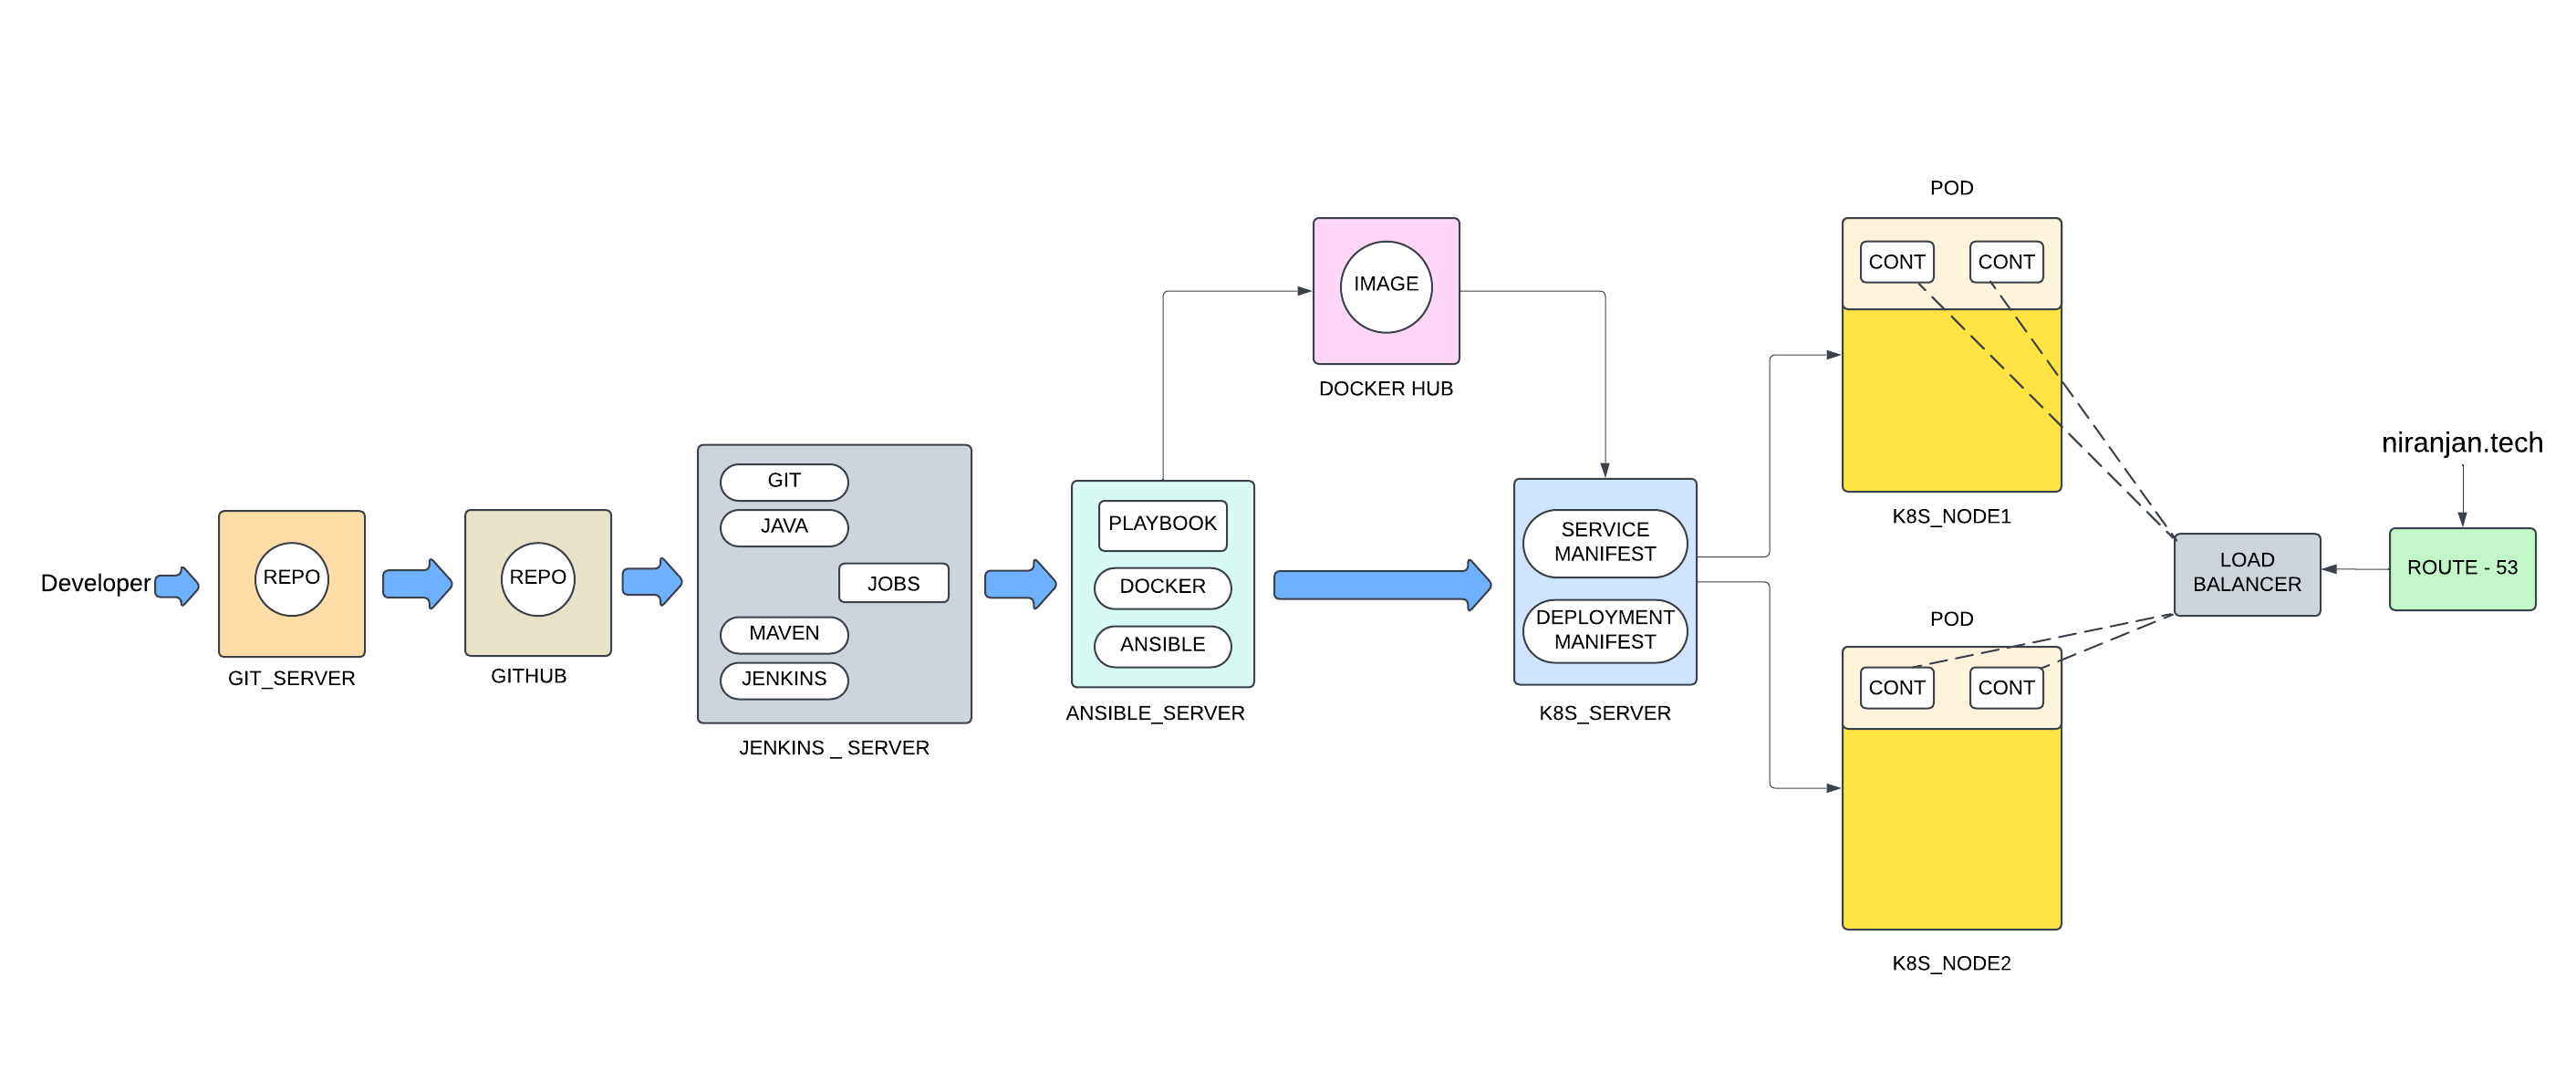 Developer
REPO
GIT_SERVER
REPO
GITHUB
GIT
JAVA
JOBS
MAVEN
JENKINS
JENKINS _ SERVER
PLAYBOOK
DOCKER
ANSIBLE
ANSIBLE_SERVER
IMAGE
DOCKER HUB
SERVICE
MANIFEST
DEPLOYMENT
MANIFEST
K8S_SERVER
POD
CONT
CONT
K8S_NODE1
POD
CONT
CONT
K8S_NODE2
LOAD
BALANCER
niranjan.tech
ROUTE - 53